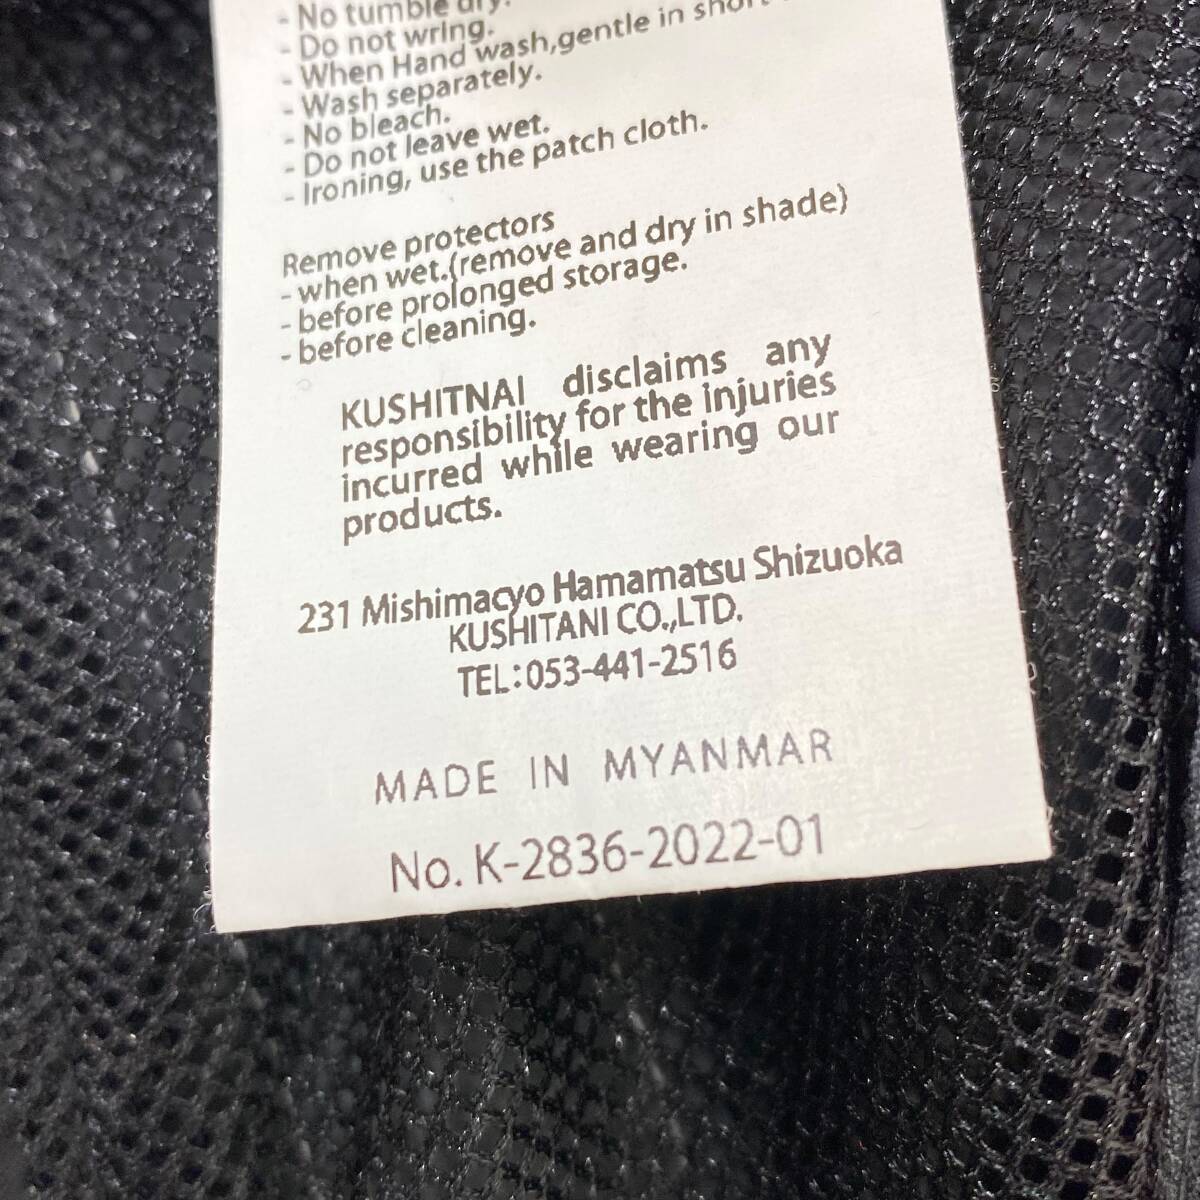 - No tumble dry.
- Do not wring.
- When Hand wash,gentle in short
- Wash separately.
- No bleach.
- Do not leave wet.
- Ironing, use the patch cloth.
Remove protectors
- when wet.(remove and dry in shade)
- before prolonged storage.
- before cleaning.
KUSHITNAI disclaims any
responsibility for the injuries
incurred while wearing our
products.
231 Mishimacyo Hamamatsu Shizuoka
KUSHITANI CO.,LTD.
TEL:053-441-2516
MADE IN MYANMAR
No. K-2836-2022-01